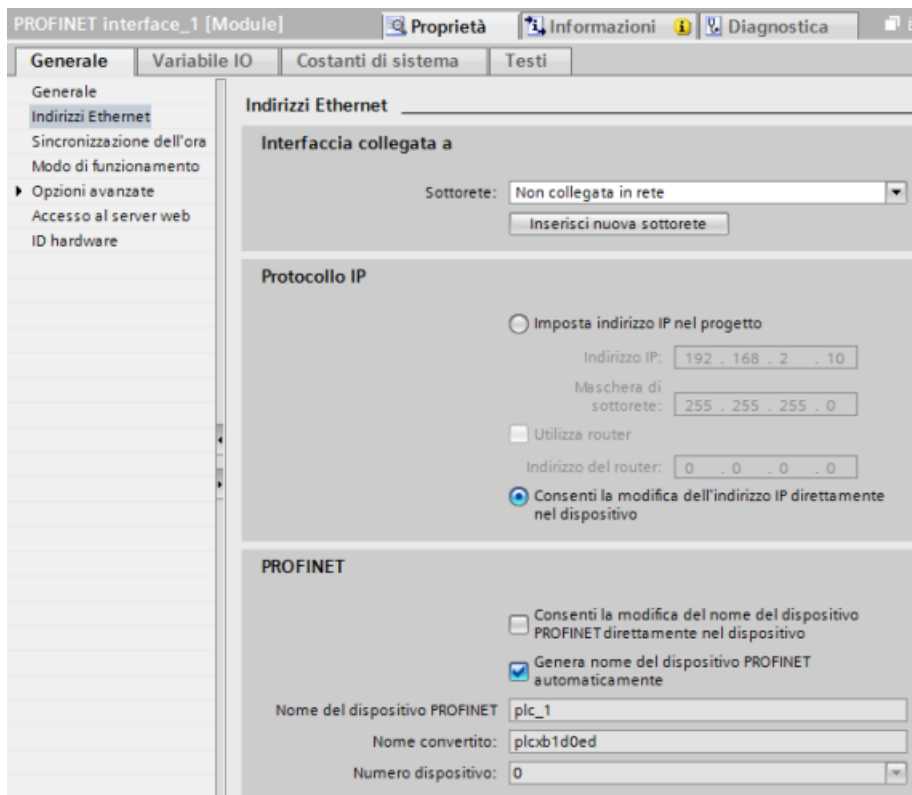 PROFINET interface_1 [Module]
Proprietà
Informazioni
Diagnostica
Generale
Variabile IO
Costanti di sistema
Testi
Generale
Indirizzi Ethernet
Sincronizzazione dell'ora
Modo di funzionamento
Opzioni avanzate
Accesso al server web
ID hardware
Indirizzi Ethernet
Interfaccia collegata a
Sottorete: Non collegata in rete
Inserisci nuova sottorete
Protocollo IP
Imposta indirizzo IP nel progetto
Indirizzo IP: 192 . 168 . 2 . 10
Maschera di
sottorete: 255 . 255 . 255 . 0
Utilizza router
Indirizzo del router: 0 . 0 . 0 . 0
Consenti la modifica dell'indirizzo IP direttamente
nel dispositivo
PROFINET
Consenti la modifica del nome del dispositivo
PROFINET direttamente nel dispositivo
Genera nome del dispositivo PROFINET
automaticamente
Nome del dispositivo PROFINET plc_1
Nome convertito: plcxb1d0ed
Numero dispositivo: 0